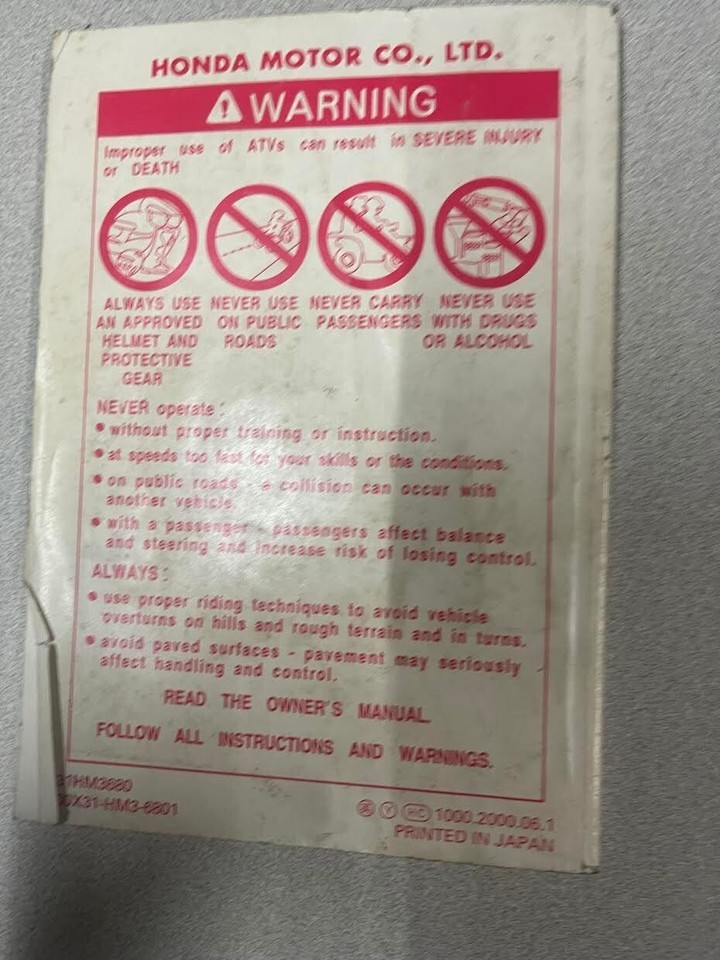 HONDA MOTOR CO., LTD.
⚠WARNING
Improper use of ATVs can result in SEVERE INJURY
or DEATH
ALWAYS USE
AN APPROVED
HELMET AND
PROTECTIVE
GEAR
NEVER USE
ON PUBLIC
ROADS
NEVER CARRY
PASSENGERS
NEVER USE
WITH DRUGS
OR ALCOHOL
NEVER operate:
• without proper training or instruction.
• at speeds too fast for your skills or the conditions.
• on public roads - a collision can occur with
another vehicle.
• with a passenger - passengers affect balance
and steering and increase risk of losing control.
ALWAYS:
• use proper riding techniques to avoid vehicle
overturns on hills and rough terrain and in turns.
• avoid paved surfaces - pavement may seriously
affect handling and control.
READ THE OWNER'S MANUAL.
FOLLOW ALL INSTRUCTIONS AND WARNINGS.
31HM3680
00X31-HM3-6801
Ⓨ HC 1000.2000.06.1
PRINTED IN JAPAN